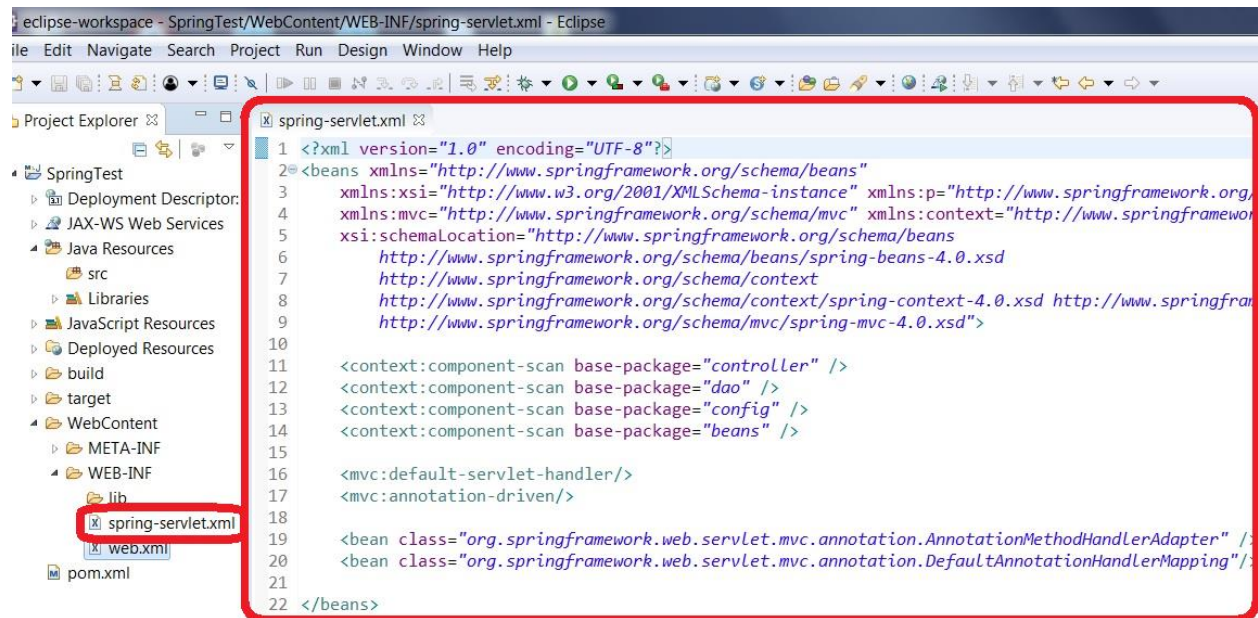 eclipse-workspace - SpringTest/WebContent/WEB-INF/spring-servlet.xml - Eclipse
ile Edit Navigate Search Project Run Design Window Help
Project Explorer
SpringTest
Deployment Descriptor:
JAX-WS Web Services
Java Resources
src
Libraries
JavaScript Resources
Deployed Resources
build
target
WebContent
META-INF
WEB-INF
lib
spring-servlet.xml
web.xml
pom.xml
spring-servlet.xml
1 <?xml version="1.0" encoding="UTF-8"?>
2 <beans xmlns="http://www.springframework.org/schema/beans"
3 xmlns:xsi="http://www.w3.org/2001/XMLSchema-instance" xmlns:p="http://www.springframework.org/
4 xmlns:mvc="http://www.springframework.org/schema/mvc" xmlns:context="http://www.springframewor
5 xsi:schemaLocation="http://www.springframework.org/schema/beans
6 http://www.springframework.org/schema/beans/spring-beans-4.0.xsd
7 http://www.springframework.org/schema/context
8 http://www.springframework.org/schema/context/spring-context-4.0.xsd http://www.springfram
9 http://www.springframework.org/schema/mvc/spring-mvc-4.0.xsd">
10
11 <context:component-scan base-package="controller" />
12 <context:component-scan base-package="dao" />
13 <context:component-scan base-package="config" />
14 <context:component-scan base-package="beans" />
15
16 <mvc:default-servlet-handler/>
17 <mvc:annotation-driven/>
18
19 <bean class="org.springframework.web.servlet.mvc.annotation.AnnotationMethodHandlerAdapter" />
20 <bean class="org.springframework.web.servlet.mvc.annotation.DefaultAnnotationHandlerMapping"/>
21
22 </beans>